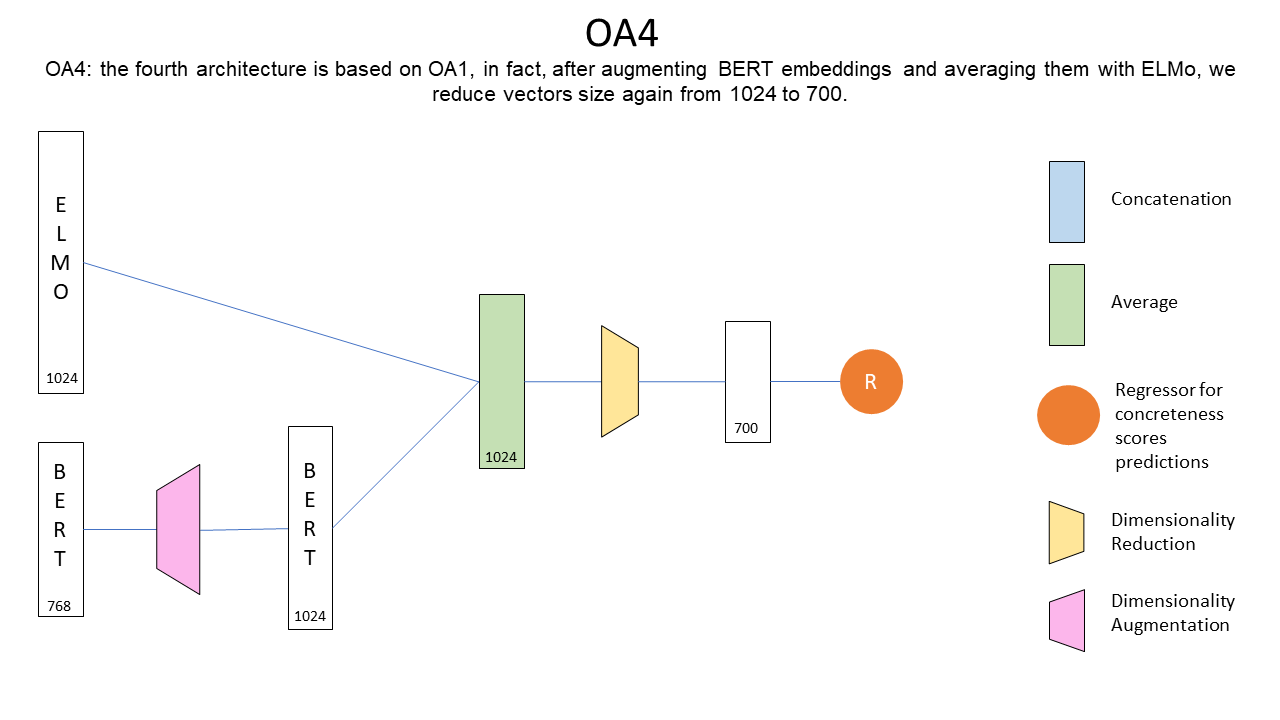 OA4
OA4: the fourth architecture is based on OA1, in fact, after augmenting BERT embeddings and averaging them with ELMo, we
reduce vectors size again from 1024 to 700.
E
L
M
O
1024
B
E
R
T
768
B
E
R
T
1024
1024
700
R
Concatenation
Average
Regressor for
concreteness
scores
predictions
Dimensionality
Reduction
Dimensionality
Augmentation